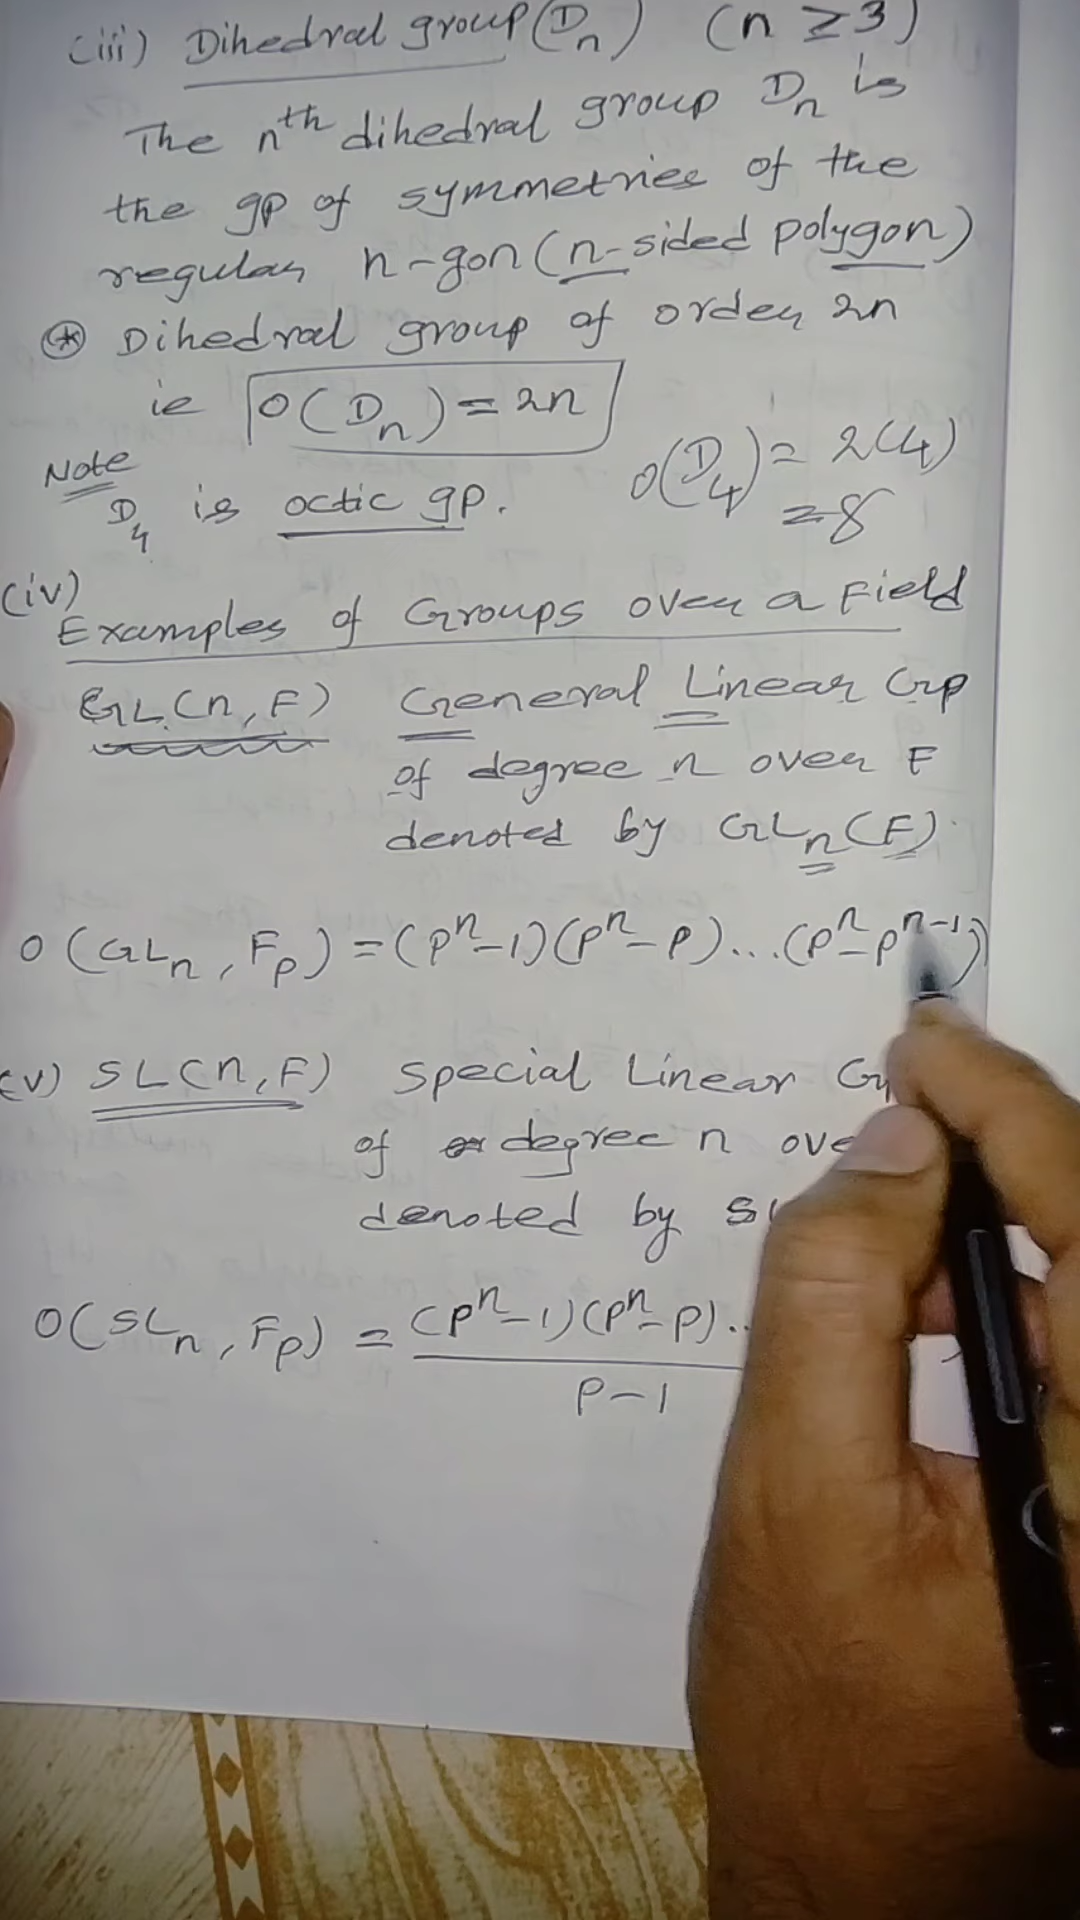 (iii) Dihedral group (Dn) (n ≥ 3)
The nth dihedral group Dn is
the gp of symmetries of the
regular n-gon (n-sided polygon)
⊛ Dihedral group of order 2n
ie O(Dn) = 2n
Note
D4 is octic gp.
O(D4) = 2(4)
= 8
(iv)
Examples of Groups over a Field
GL(n, F) General Linear Grp
of degree n over F
denoted by GLn(F).
O(GLn, Fp) = (p^n-1)(p^n-p)...(p^n-p^n-1)
(v) SL(n, F) Special Linear
of degree n
denoted by
O(SLn, Fp) = (p^n-1)(p^n-p)..
p-1